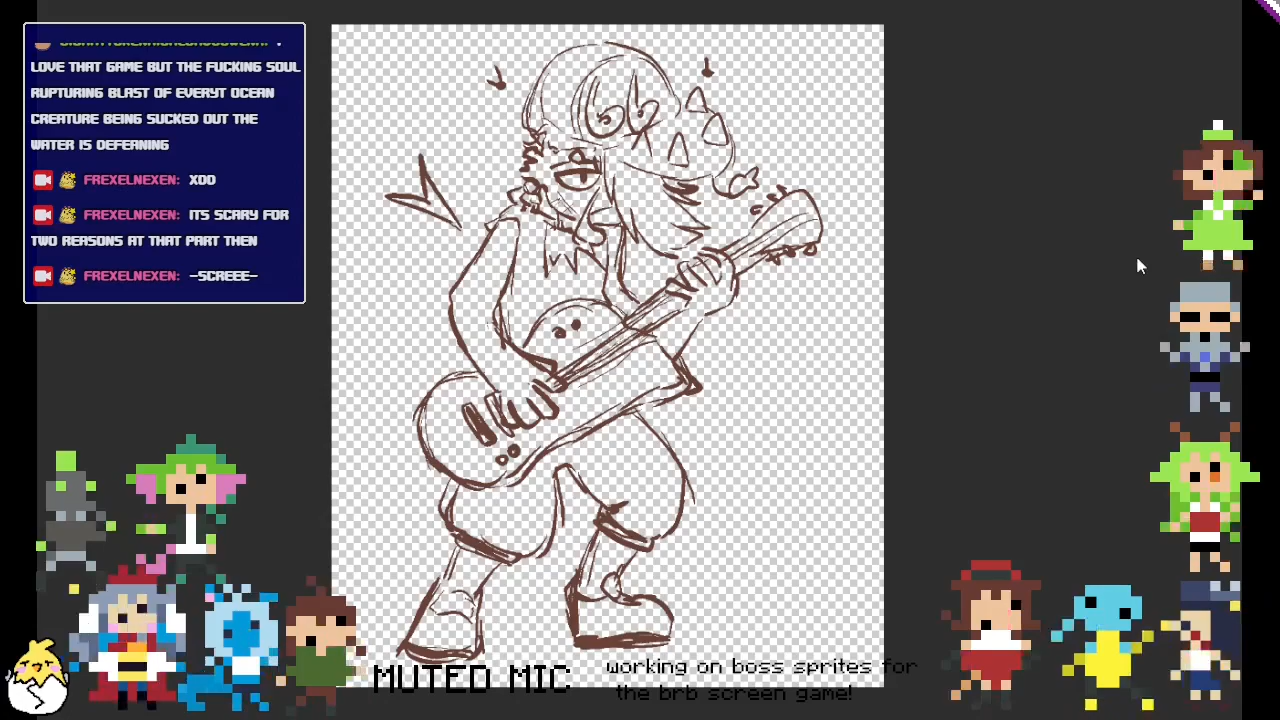 LOVE THAT GAME BUT THE FUCKING SOUL
RUPTURING BLAST OF EVERYT OCEAN
CREATURE BEING SUCKED OUT THE
WATER IS DEFERNING
FREXELNEXEN: XDD
FREXELNEXEN: ITS SCARY FOR
TWO REASONS AT THAT PART THEN
FREXELNEXEN: -SCREEE-
MUTED MIC
working on boss sprites for
the brb screen game!